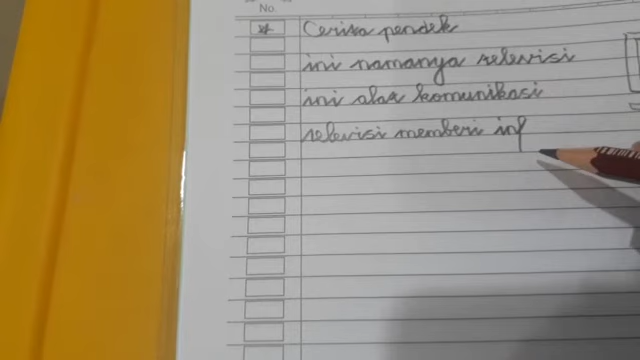 No.
* Cerita pendek
ini namanya televisi
ini alat komunikasi
televisi memberi inf